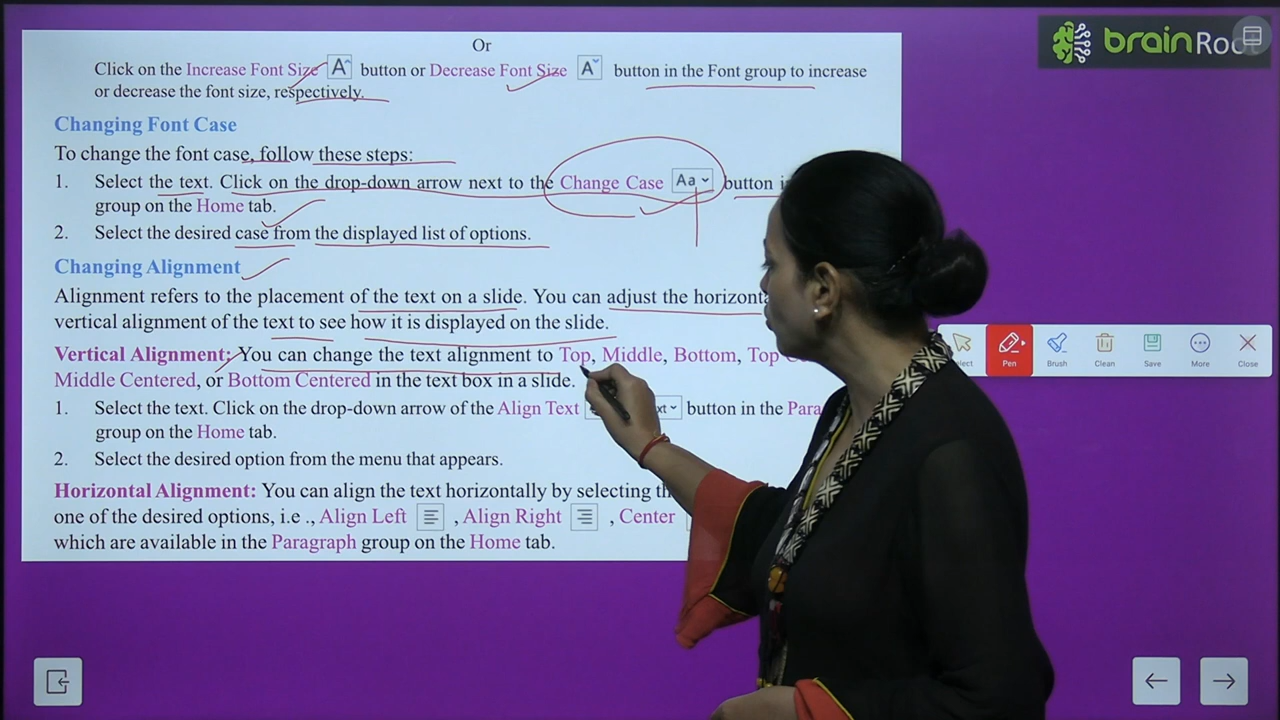 Or
brainRoot
Click on the Increase Font Size A button or Decrease Font Size A button in the Font group to increase
or decrease the font size, respectively.
Changing Font Case
To change the font case, follow these steps:
1. Select the text. Click on the drop-down arrow next to the Change Case Aa button
group on the Home tab.
2. Select the desired case from the displayed list of options.
Changing Alignment
Alignment refers to the placement of the text on a slide. You can adjust the
vertical alignment of the text to see how it is displayed on the slide.
Vertical Alignment: You can change the text alignment to Top, Middle, Bottom, Top
Middle Centered, or Bottom Centered in the text box in a slide.
1. Select the text. Click on the drop-down arrow of the Align Text button in the
group on the Home tab.
2. Select the desired option from the menu that appears.
Horizontal Alignment: You can align the text horizontally by selecting
one of the desired options, i.e ., Align Left , Align Right , Center
which are available in the Paragraph group on the Home tab.
Pen Brush Clean Save More Close